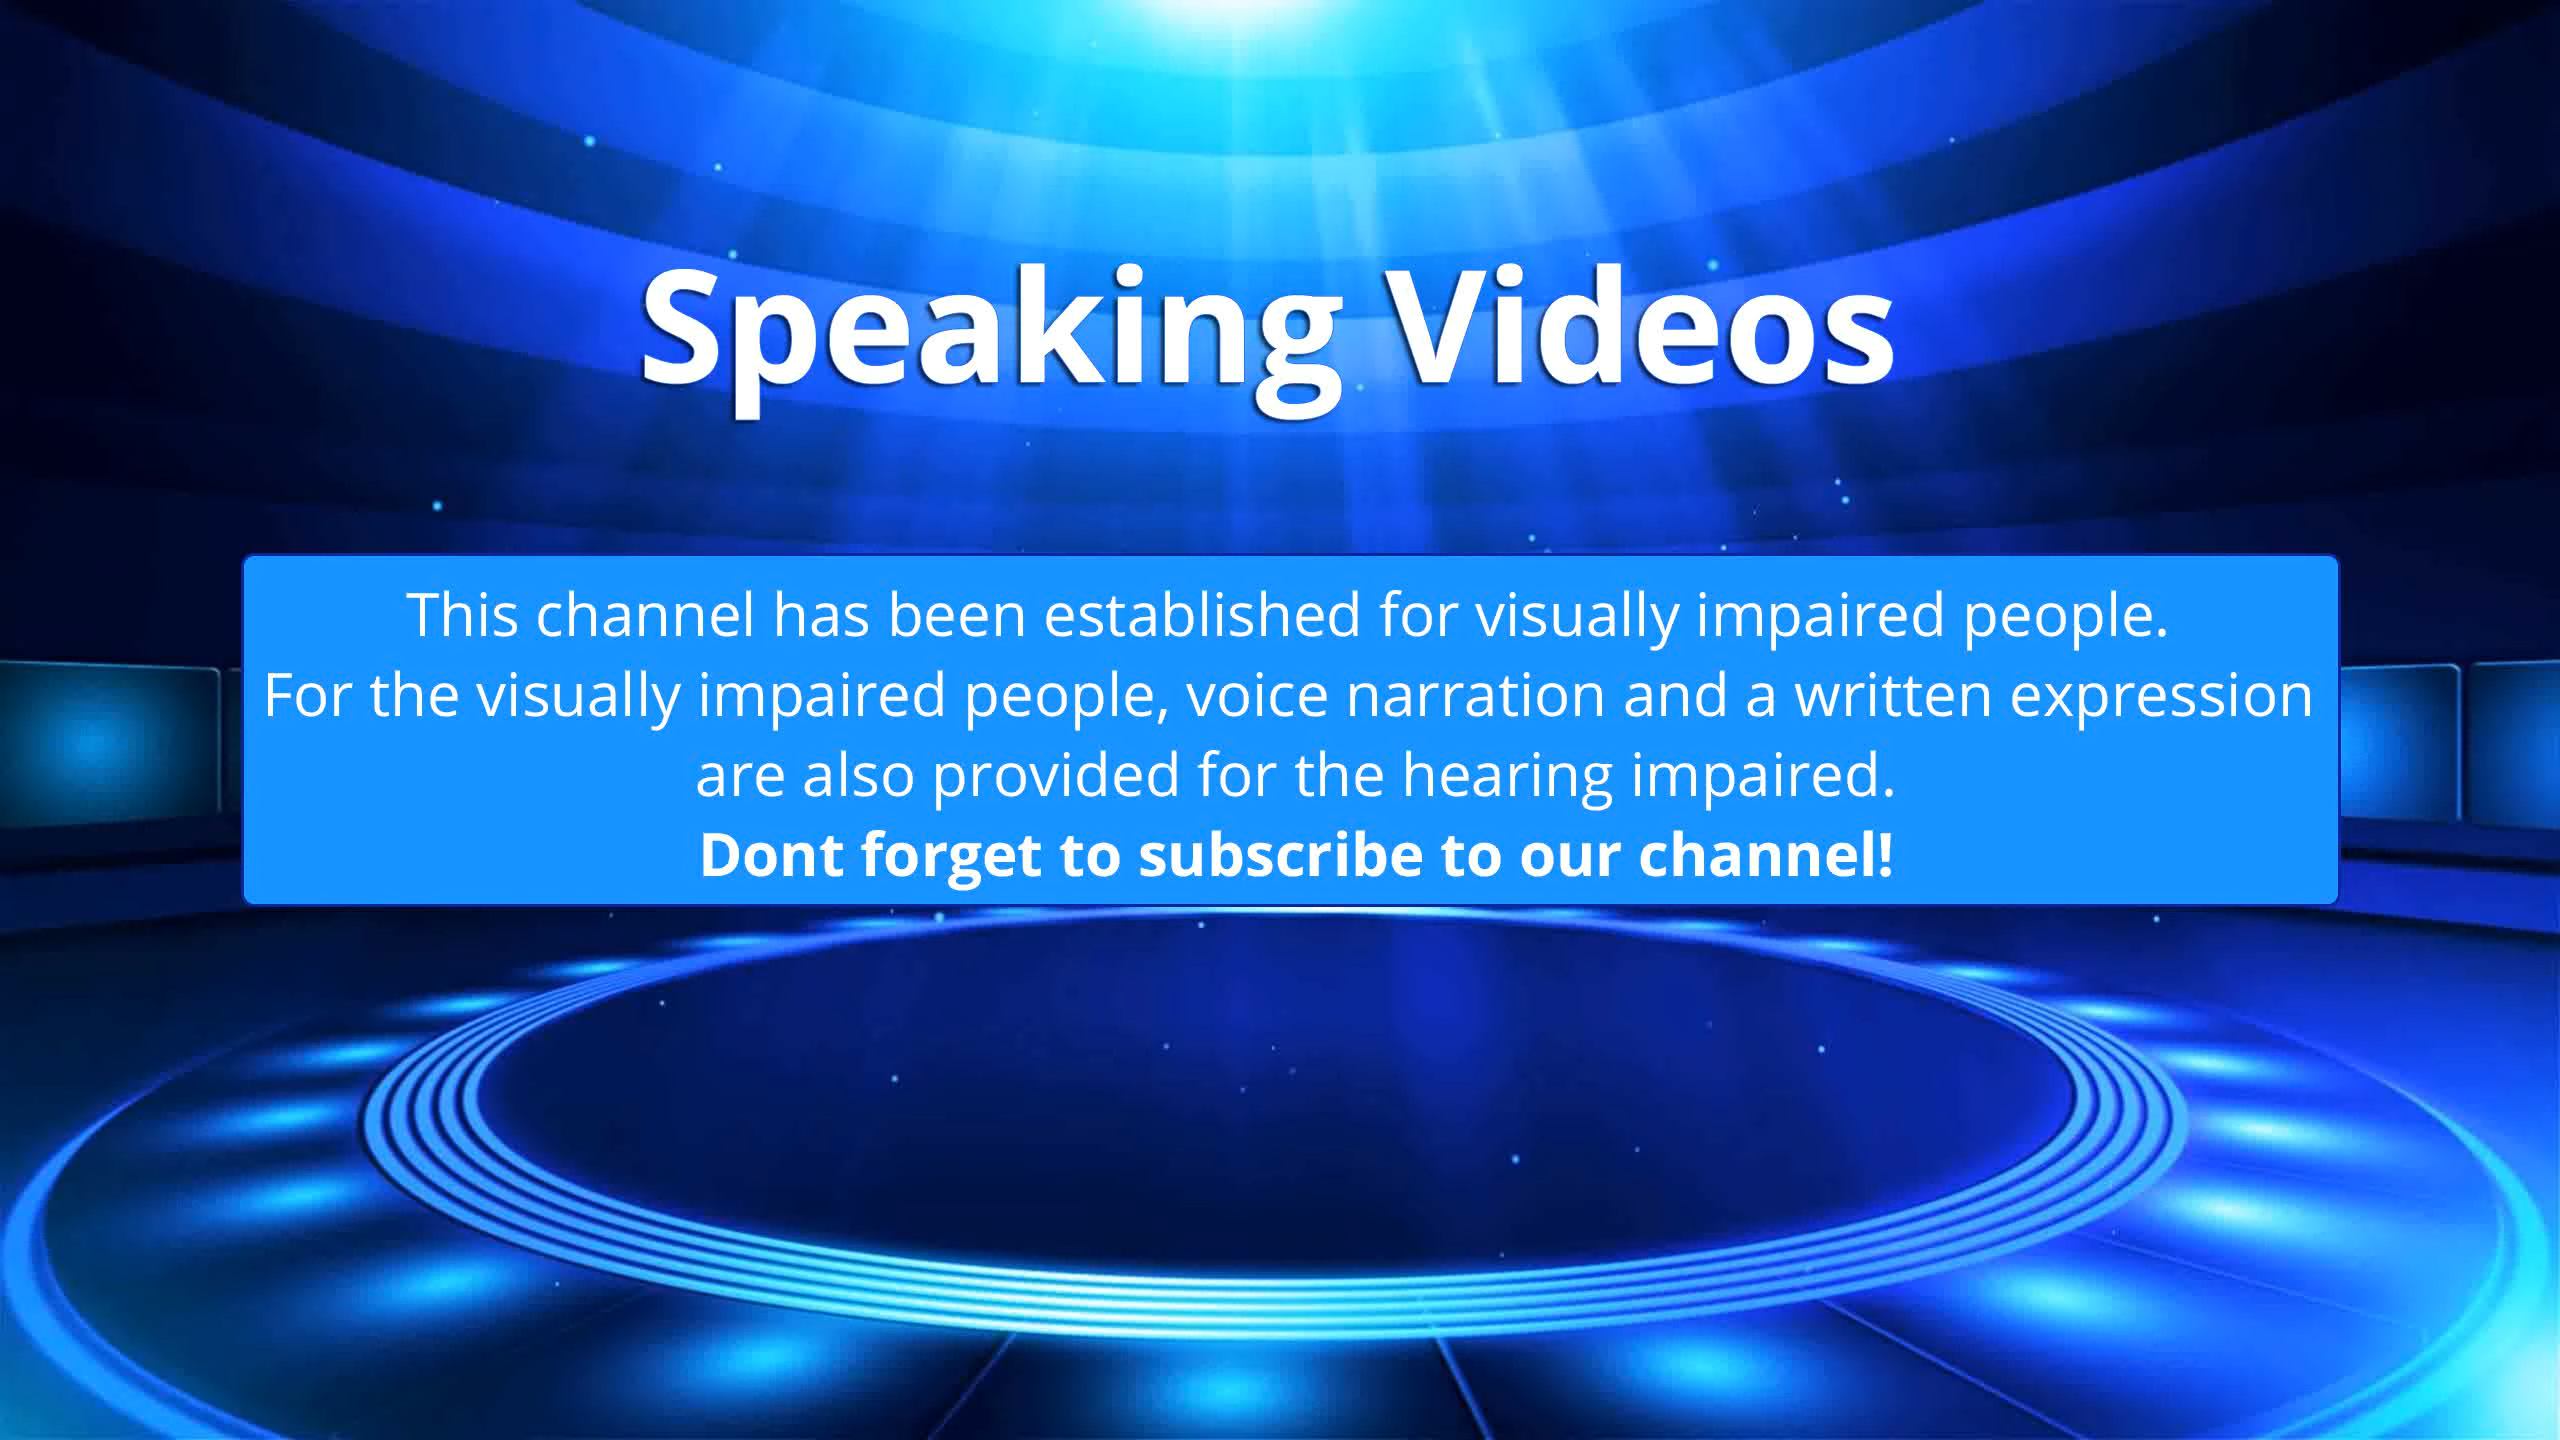 Speaking Videos
This channel has been established for visually impaired people.
For the visually impaired people, voice narration and a written expression
are also provided for the hearing impaired.
Dont forget to subscribe to our channel!